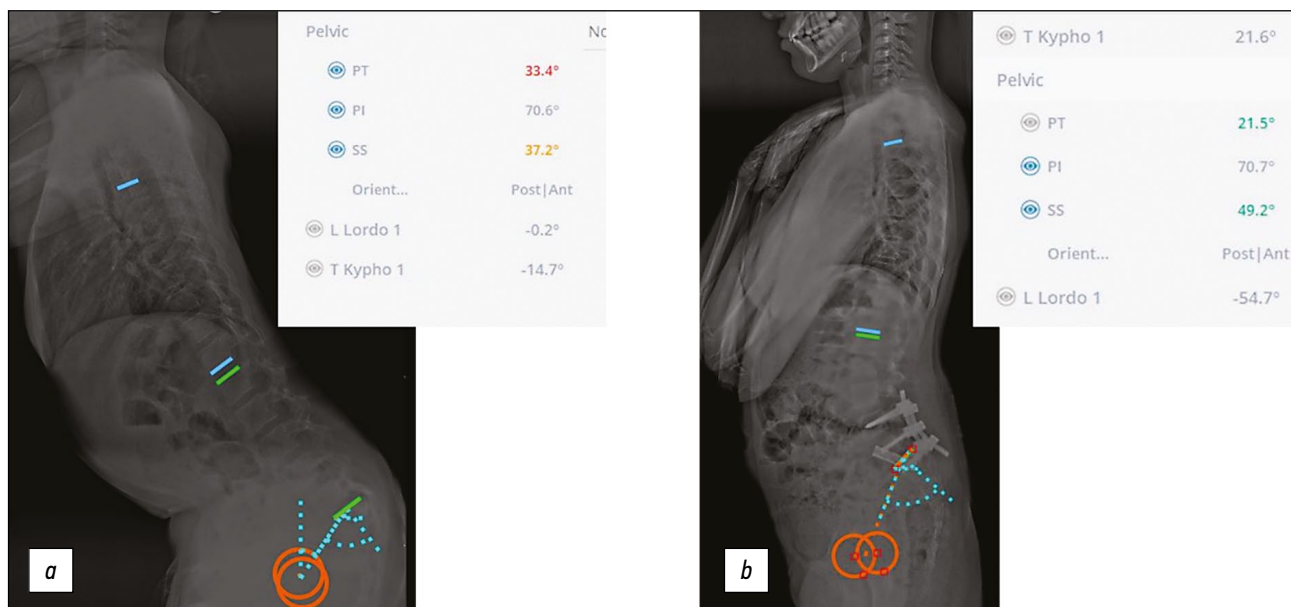 Pelvic
PT 33.4°
PI 70.6°
SS 37.2°
Orient... Post|Ant
L Lordo 1 -0.2°
T Kypho 1 -14.7°
a
T Kypho 1 21.6°
Pelvic
PT 21.5°
PI 70.7°
SS 49.2°
Orient... Post|Ant
L Lordo 1 -54.7°
b